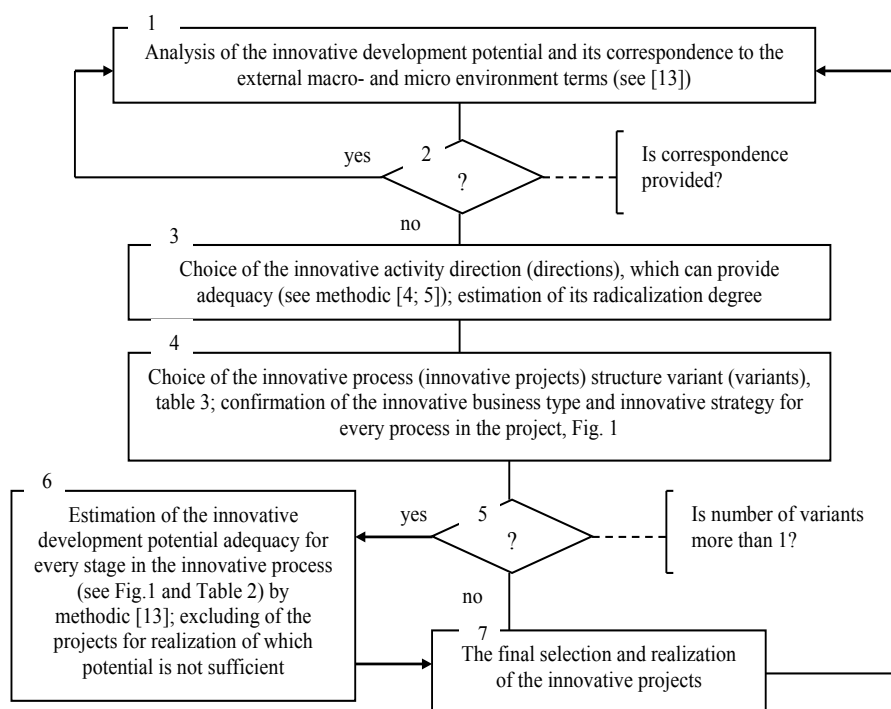 1
Analysis of the innovative development potential and its correspondence to the
external macro- and micro environment terms (see [13])
yes
2
?
Is correspondence
provided?
no
3
Choice of the innovative activity direction (directions), which can provide
adequacy (see methodic [4; 5]); estimation of its radicalization degree
4
Choice of the innovative process (innovative projects) structure variant (variants),
table 3; confirmation of the innovative business type and innovative strategy for
every process in the project, Fig. 1
6
Estimation of the innovative
development potential adequacy for
every stage in the innovative process
(see Fig.1 and Table 2) by
methodic [13]; excluding of the
projects for realization of which
potential is not sufficient
yes
5
?
Is number of variants
more than 1?
no
7
The final selection and realization
of the innovative projects